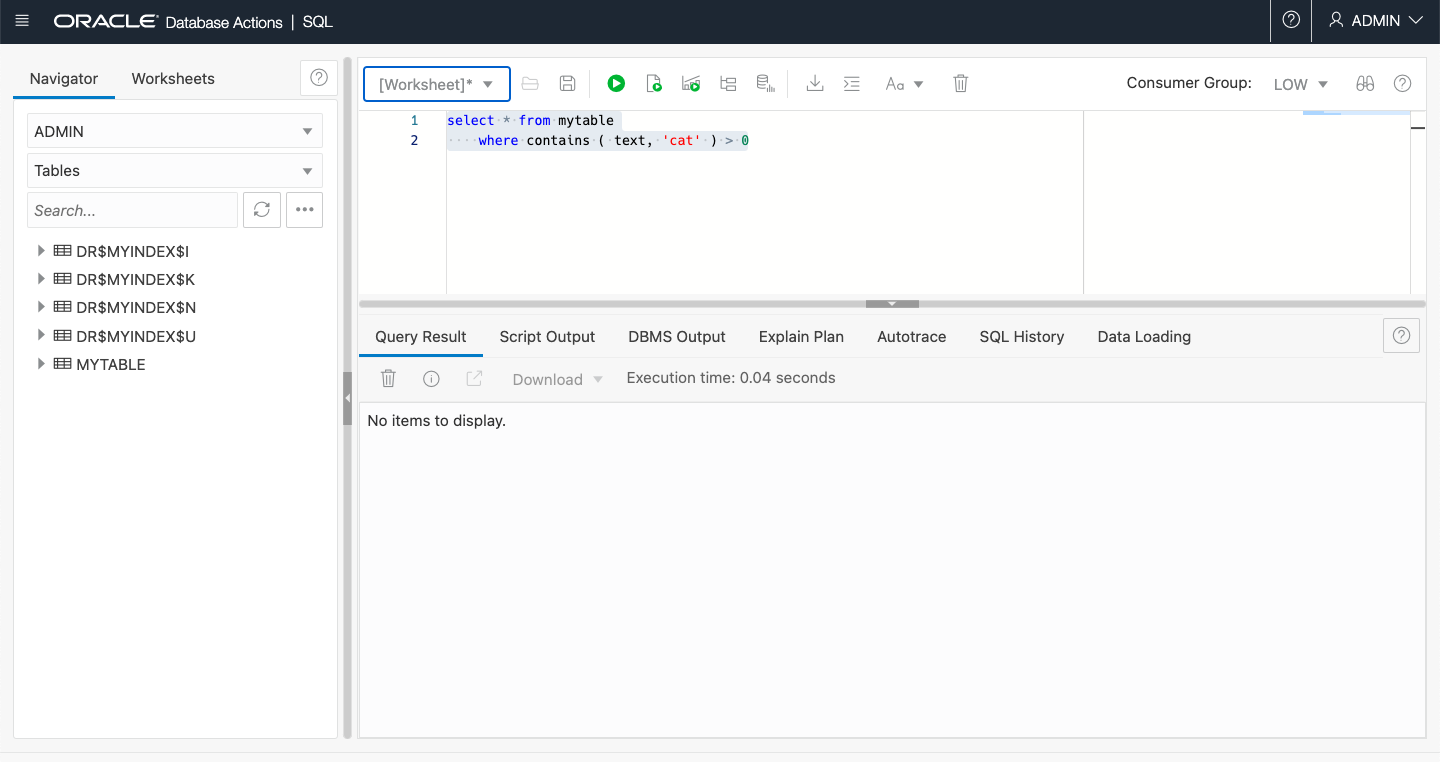 ORACLE Database Actions | SQL
ADMIN
Navigator
Worksheets
ADMIN
Tables
Search...
DR$MYINDEX$I
DR$MYINDEX$K
DR$MYINDEX$N
DR$MYINDEX$U
MYTABLE
[Worksheet]*
Aa
Consumer Group:
LOW
1 select * from mytable
2 where contains ( text, 'cat' ) > 0
Query Result
Script Output
DBMS Output
Explain Plan
Autotrace
SQL History
Data Loading
Download
Execution time: 0.04 seconds
No items to display.